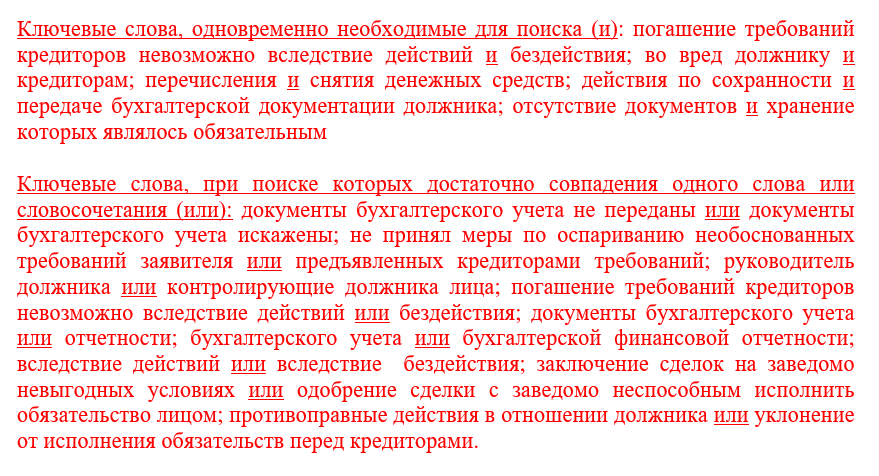 Ключевые слова, одновременно необходимые для поиска (и): погашение требований
кредиторов невозможно вследствие действий и бездействия; во вред должнику и
кредиторам; перечисления и снятия денежных средств; действия по сохранности и
передаче бухгалтерской документации должника; отсутствие документов и хранение
которых являлось обязательным
Ключевые слова, при поиске которых достаточно совпадения одного слова или
словосочетания (или): документы бухгалтерского учета не переданы или документы
бухгалтерского учета искажены; не принял меры по оспариванию необоснованных
требований заявителя или предъявленных кредиторами требований; руководитель
должника или контролирующие должника лица; погашение требований кредиторов
невозможно вследствие действий или бездействия; документы бухгалтерского учета
или отчетности; бухгалтерского учета или бухгалтерской финансовой отчетности;
вследствие действий или вследствие бездействия; заключение сделок на заведомо
невыгодных условиях или одобрение сделки с заведомо неспособным исполнить
обязательство лицом; противоправные действия в отношении должника или уклонение
от исполнения обязательств перед кредиторами.